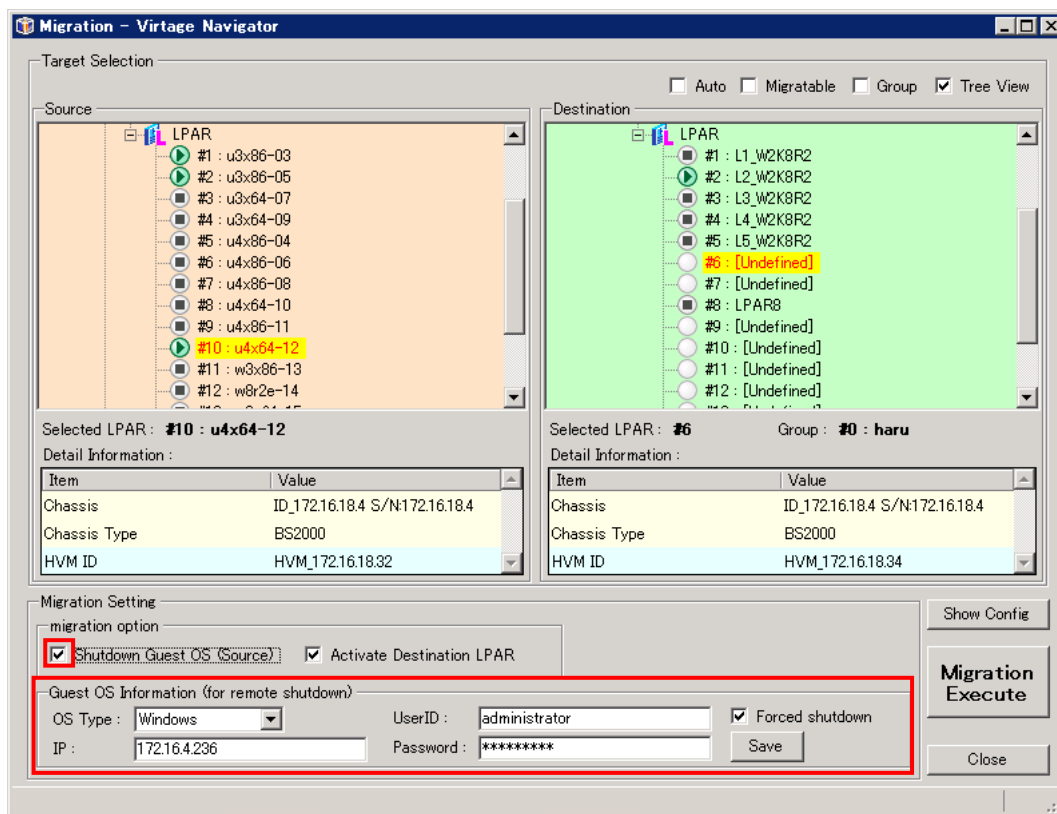 Migration - Virtage Navigator
Target Selection
Auto Migratable Group Tree View
Source
LPAR
#1 : u3x86-03
#2 : u3x86-05
#3 : u3x64-07
#4 : u3x64-09
#5 : u4x86-04
#6 : u4x86-06
#7 : u4x86-08
#8 : u4x64-10
#9 : u4x86-11
#10 : u4x64-12
#11 : w3x86-13
#12 : w8r2e-14
Selected LPAR : #10 : u4x64-12
Detail Information :
Item Value
Chassis ID_172.16.18.4 S/N:172.16.18.4
Chassis Type BS2000
HVM ID HVM_172.16.18.32
Destination
LPAR
#1 : L1_W2K8R2
#2 : L2_W2K8R2
#3 : L3_W2K8R2
#4 : L4_W2K8R2
#5 : L5_W2K8R2
#6 : [Undefined]
#7 : [Undefined]
#8 : LPAR8
#9 : [Undefined]
#10 : [Undefined]
#11 : [Undefined]
#12 : [Undefined]
Selected LPAR : #6 Group : #0 : haru
Detail Information :
Item Value
Chassis ID_172.16.18.4 S/N:172.16.18.4
Chassis Type BS2000
HVM ID HVM_172.16.18.34
Migration Setting
migration option
Shutdown Guest OS (Source) Activate Destination LPAR
Guest OS Information (for remote shutdown)
OS Type : Windows UserID : administrator Forced shutdown
IP : 172.16.4.236 Password : ********* Save
Show Config
Migration
Execute
Close